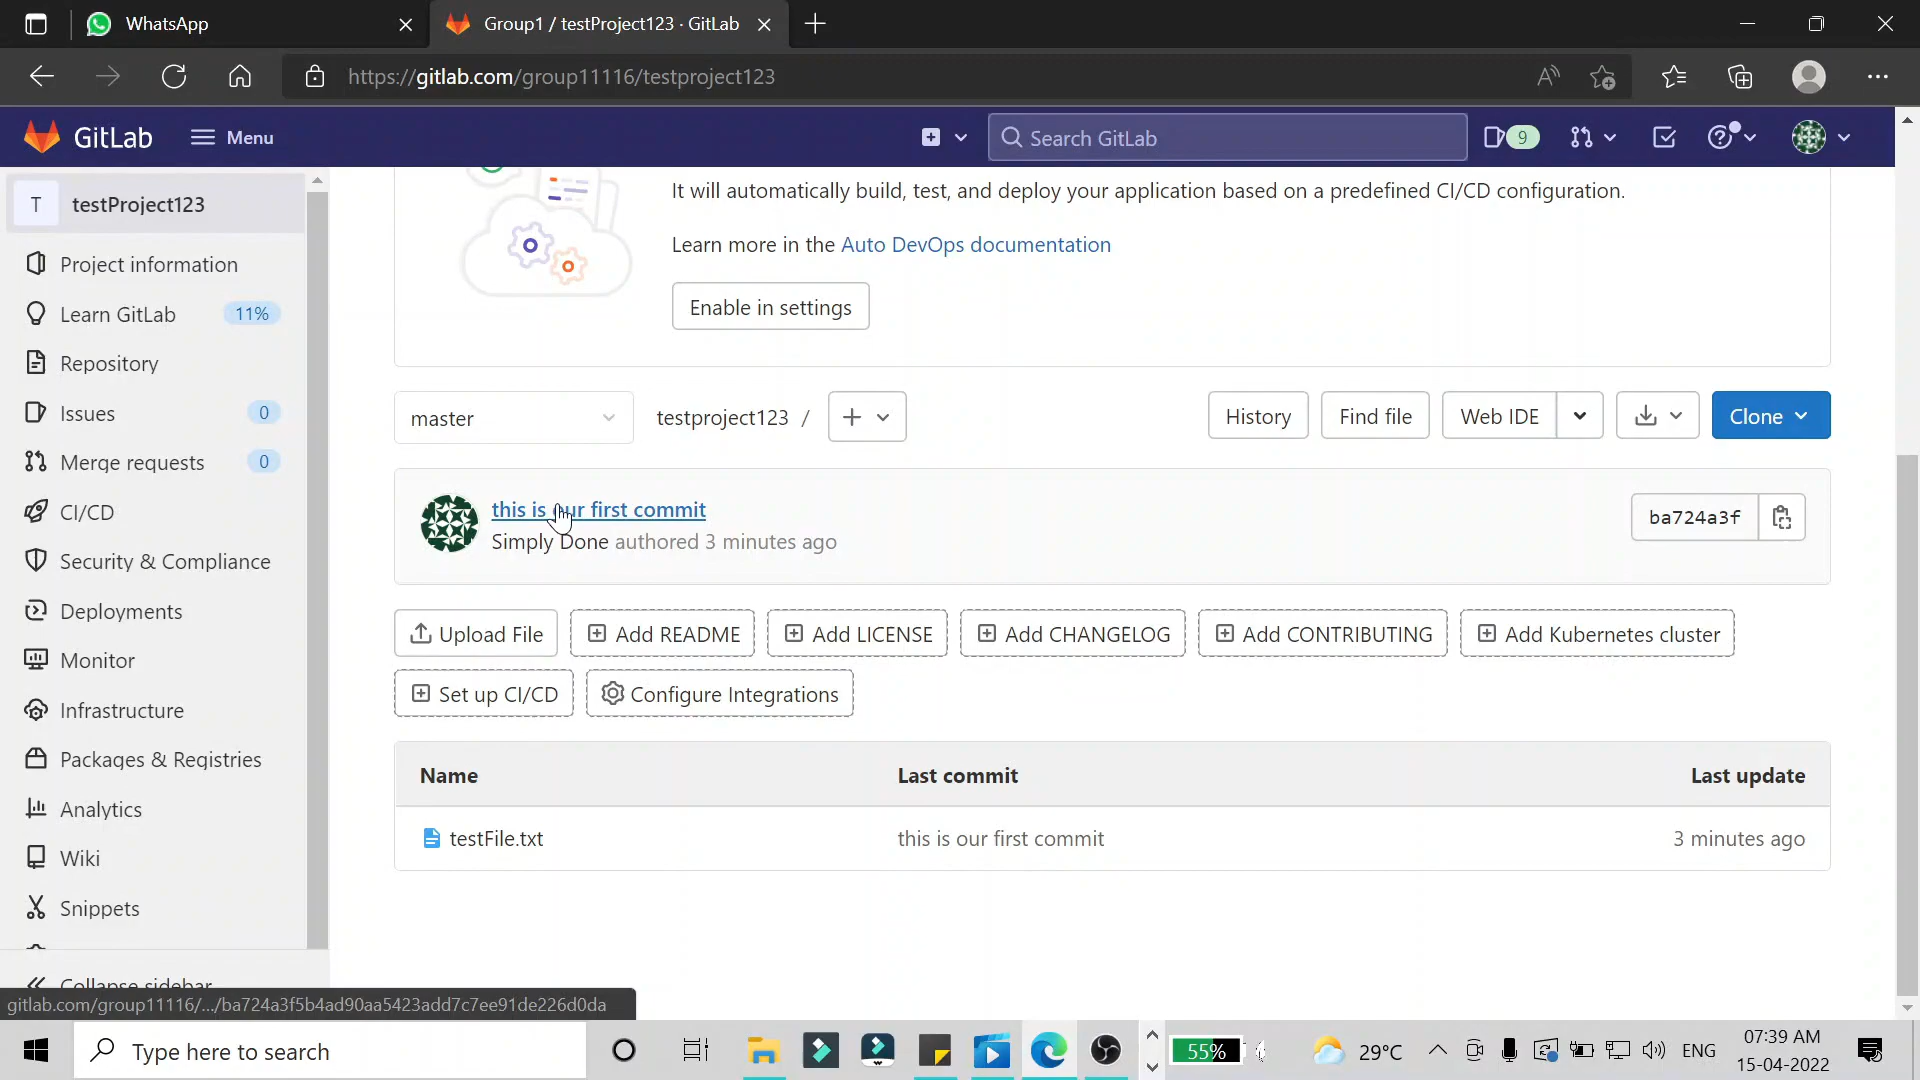 WhatsApp
Group1 / testProject123 · GitLab
https://gitlab.com/group11116/testproject123
GitLab
Menu
Search GitLab
9
T testProject123
Project information
Learn GitLab 11%
Repository
Issues 0
Merge requests 0
CI/CD
Security & Compliance
Deployments
Monitor
Infrastructure
Packages & Registries
Analytics
Wiki
Snippets
Collapse sidebar
It will automatically build, test, and deploy your application based on a predefined CI/CD configuration.
Learn more in the Auto DevOps documentation
Enable in settings
master
testproject123 /
History
Find file
Web IDE
Clone
this is our first commit
Simply Done authored 3 minutes ago
ba724a3f
Upload File
Add README
Add LICENSE
Add CHANGELOG
Add CONTRIBUTING
Add Kubernetes cluster
Set up CI/CD
Configure Integrations
Name Last commit Last update
testFile.txt this is our first commit 3 minutes ago
gitlab.com/group11116/.../ba724a3f5b4ad90aa5423add7c7ee91de226d0da
Type here to search
55%
29°C
ENG
07:39 AM
15-04-2022